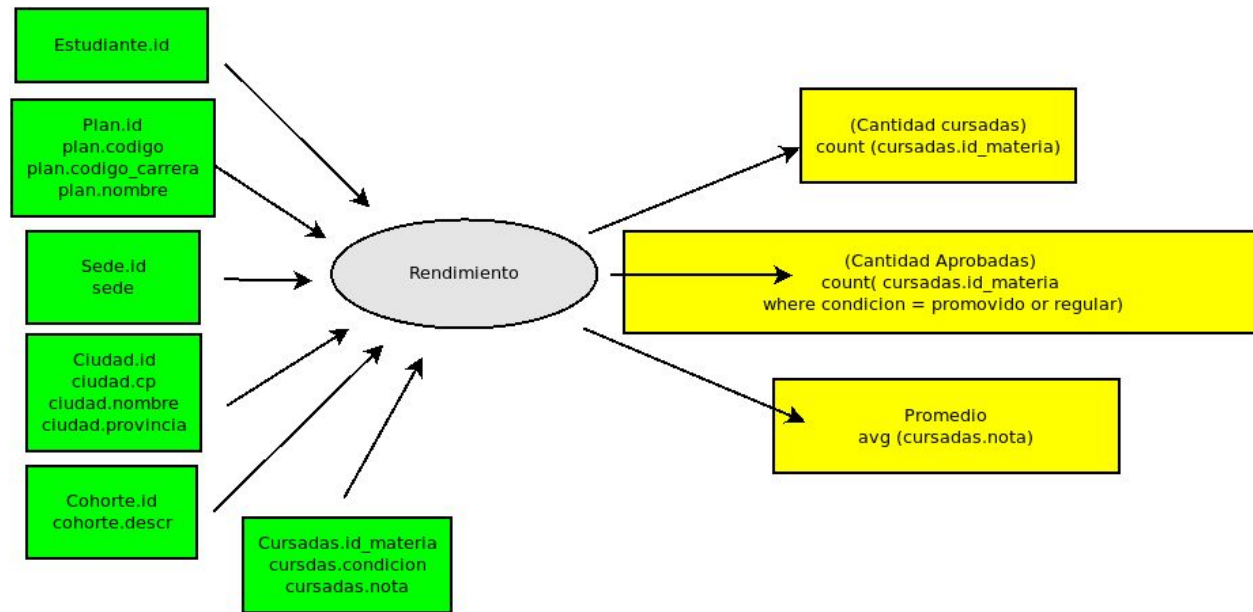 Estudiante.id
Plan.id
plan.codigo
plan.codigo_carrera
plan.nombre
Sede.id
sede
Ciudad.id
ciudad.cp
ciudad.nombre
ciudad.provincia
Cohorte.id
cohorte.descr
Cursadas.id_materia
cursdas.condicion
cursadas.nota
Rendimiento
(Cantidad cursadas)
count (cursadas.id_materia)
(Cantidad Aprobadas)
count( cursadas.id_materia
where condicion = promovido or regular)
Promedio
avg (cursadas.nota)